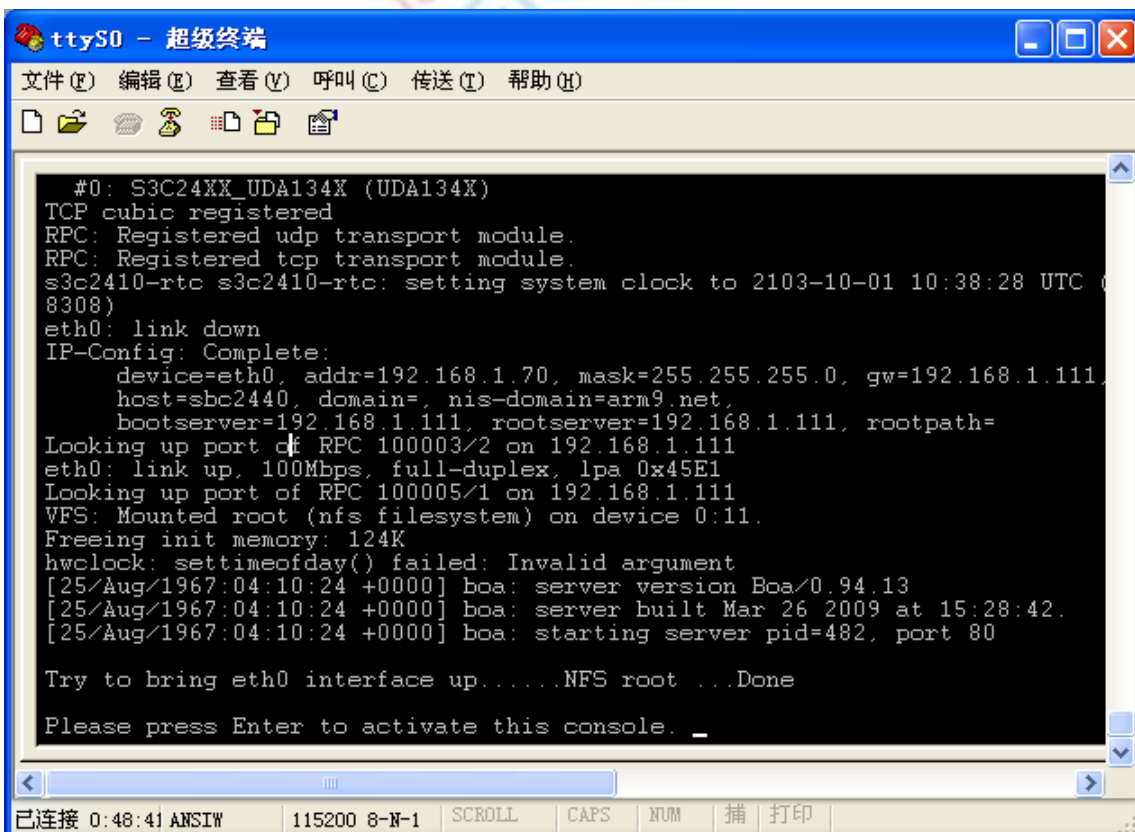 ttyS0 - 超级终端
文件(F) 编辑(E) 查看(V) 呼叫(C) 传送(T) 帮助(H)
#0: S3C24XX_UDA134X (UDA134X)
TCP cubic registered
RPC: Registered udp transport module.
RPC: Registered tcp transport module.
s3c2410-rtc s3c2410-rtc: setting system clock to 2103-10-01 10:38:28 UTC (
8308)
eth0: link down
IP-Config: Complete:
device=eth0, addr=192.168.1.70, mask=255.255.255.0, gw=192.168.1.111,
host=sbc2440, domain=, nis-domain=arm9.net,
bootserver=192.168.1.111, rootserver=192.168.1.111, rootpath=
Looking up port of RPC 100003/2 on 192.168.1.111
eth0: link up, 100Mbps, full-duplex, lpa 0x45E1
Looking up port of RPC 100005/1 on 192.168.1.111
VFS: Mounted root (nfs filesystem) on device 0:11.
Freeing init memory: 124K
hwclock: settimeofday() failed: Invalid argument
[25/Aug/1967:04:10:24 +0000] boa: server version Boa/0.94.13
[25/Aug/1967:04:10:24 +0000] boa: server built Mar 26 2009 at 15:28:42.
[25/Aug/1967:04:10:24 +0000] boa: starting server pid=482, port 80
Try to bring eth0 interface up......NFS root ...Done
Please press Enter to activate this console. _
已连接 0:48:41 ANSIW 115200 8-N-1 SCROLL CAPS NUM 捕 打印